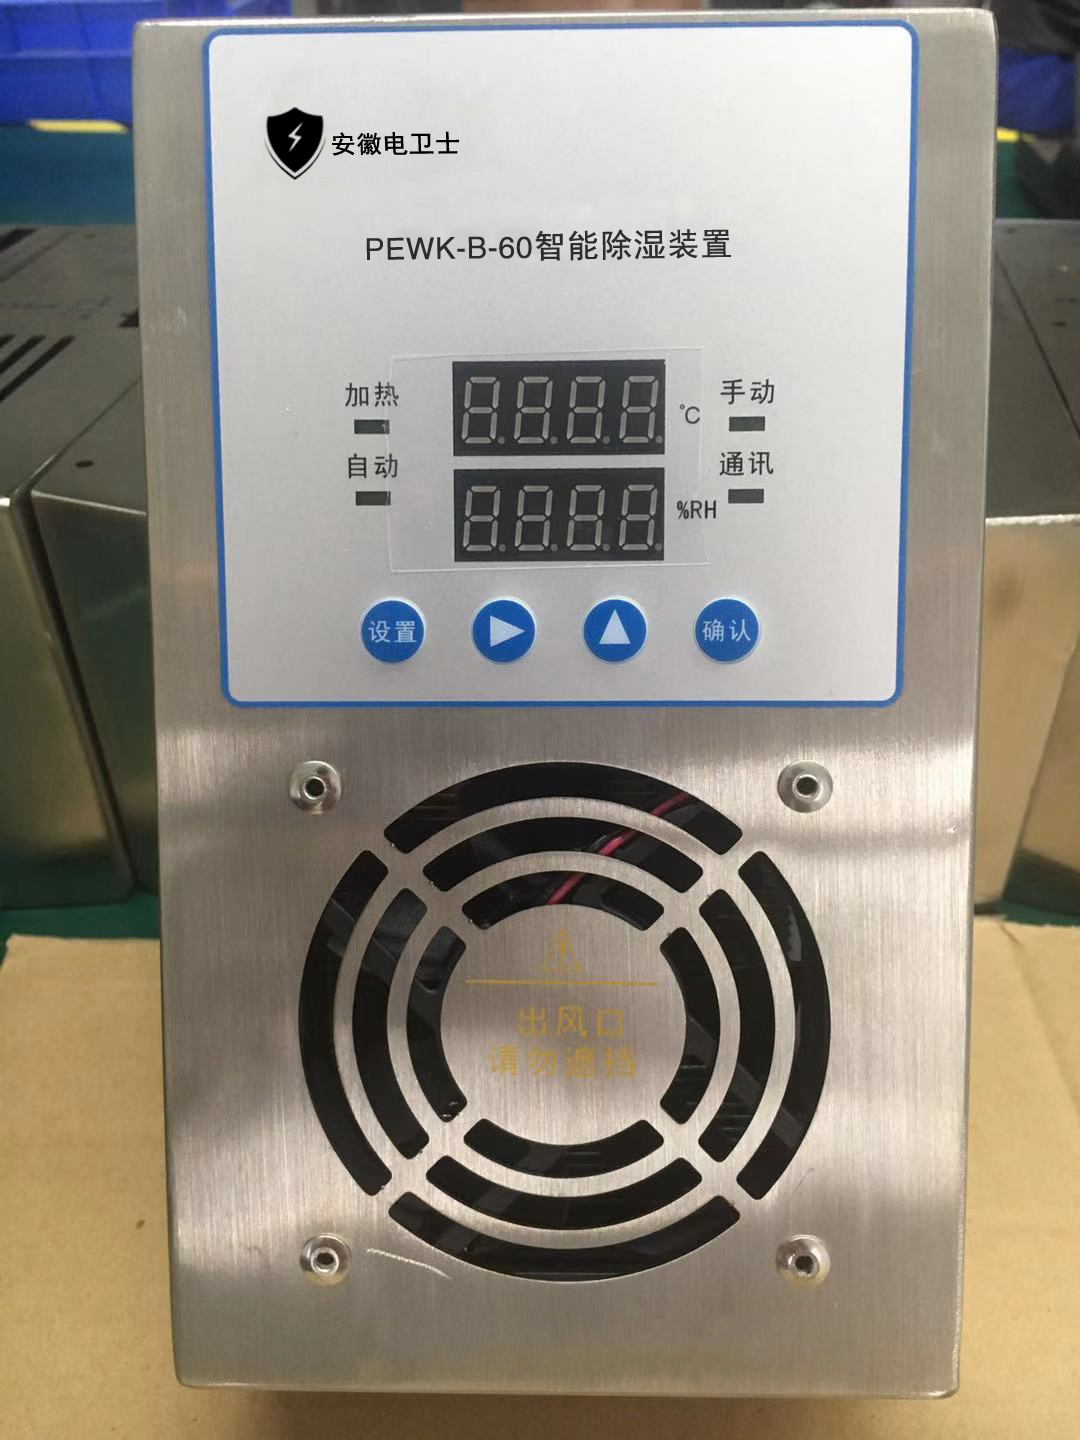 安徽电卫士
PEWK-B-60智能除湿装置
加热
手动
℃
自动
通讯
%RH
设置
确认
出风口
请勿遮挡